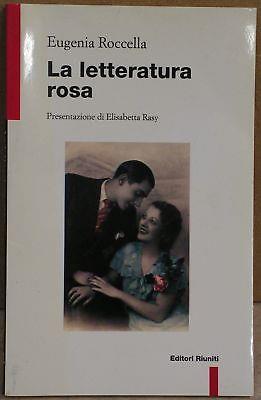 Eugenia Roccella
La letteratura
rosa
Presentazione di Elisabetta Rasy
Editori Riuniti